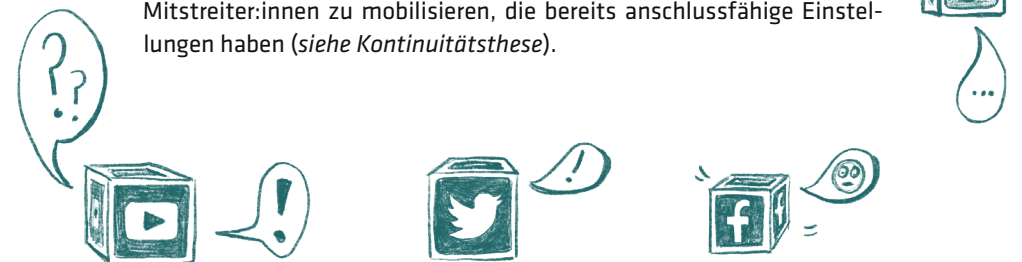 Mitstreiter:innen zu mobilisieren, die bereits anschlussfähige Einstel-
lungen haben (siehe Kontinuitätsthese).
??
...
!
!
f
f